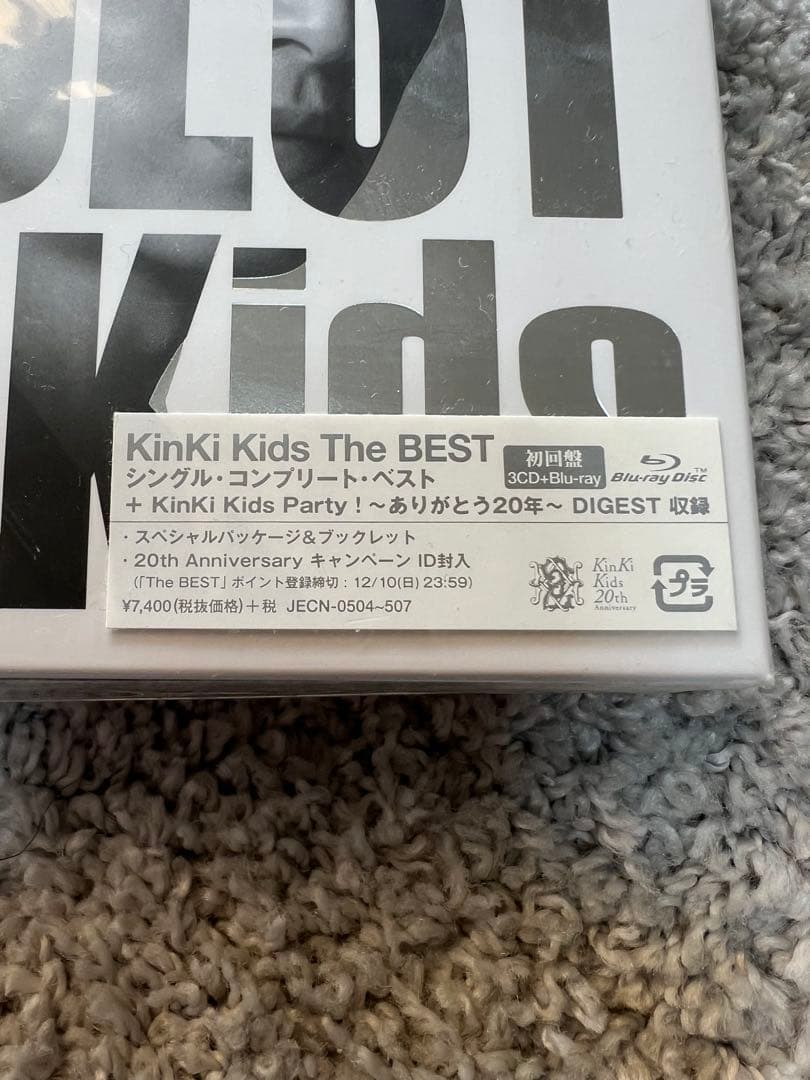 Kids
KinKi Kids The BEST
初回盤
3CD+Blu-ray
Blu-ray Disc™
シングル・コンプリート・ベスト
+ KinKi Kids Party！～ありがとう20年～ DIGEST 収録
・スペシャルパッケージ&ブックレット
・20th Anniversary キャンペーン ID封入
(「The BEST」ポイント登録締切：12/10(日) 23:59)
¥7,400(税抜価格)+税 JECN-0504~507
KinKi
Kids
20th
Anniversary
プラ